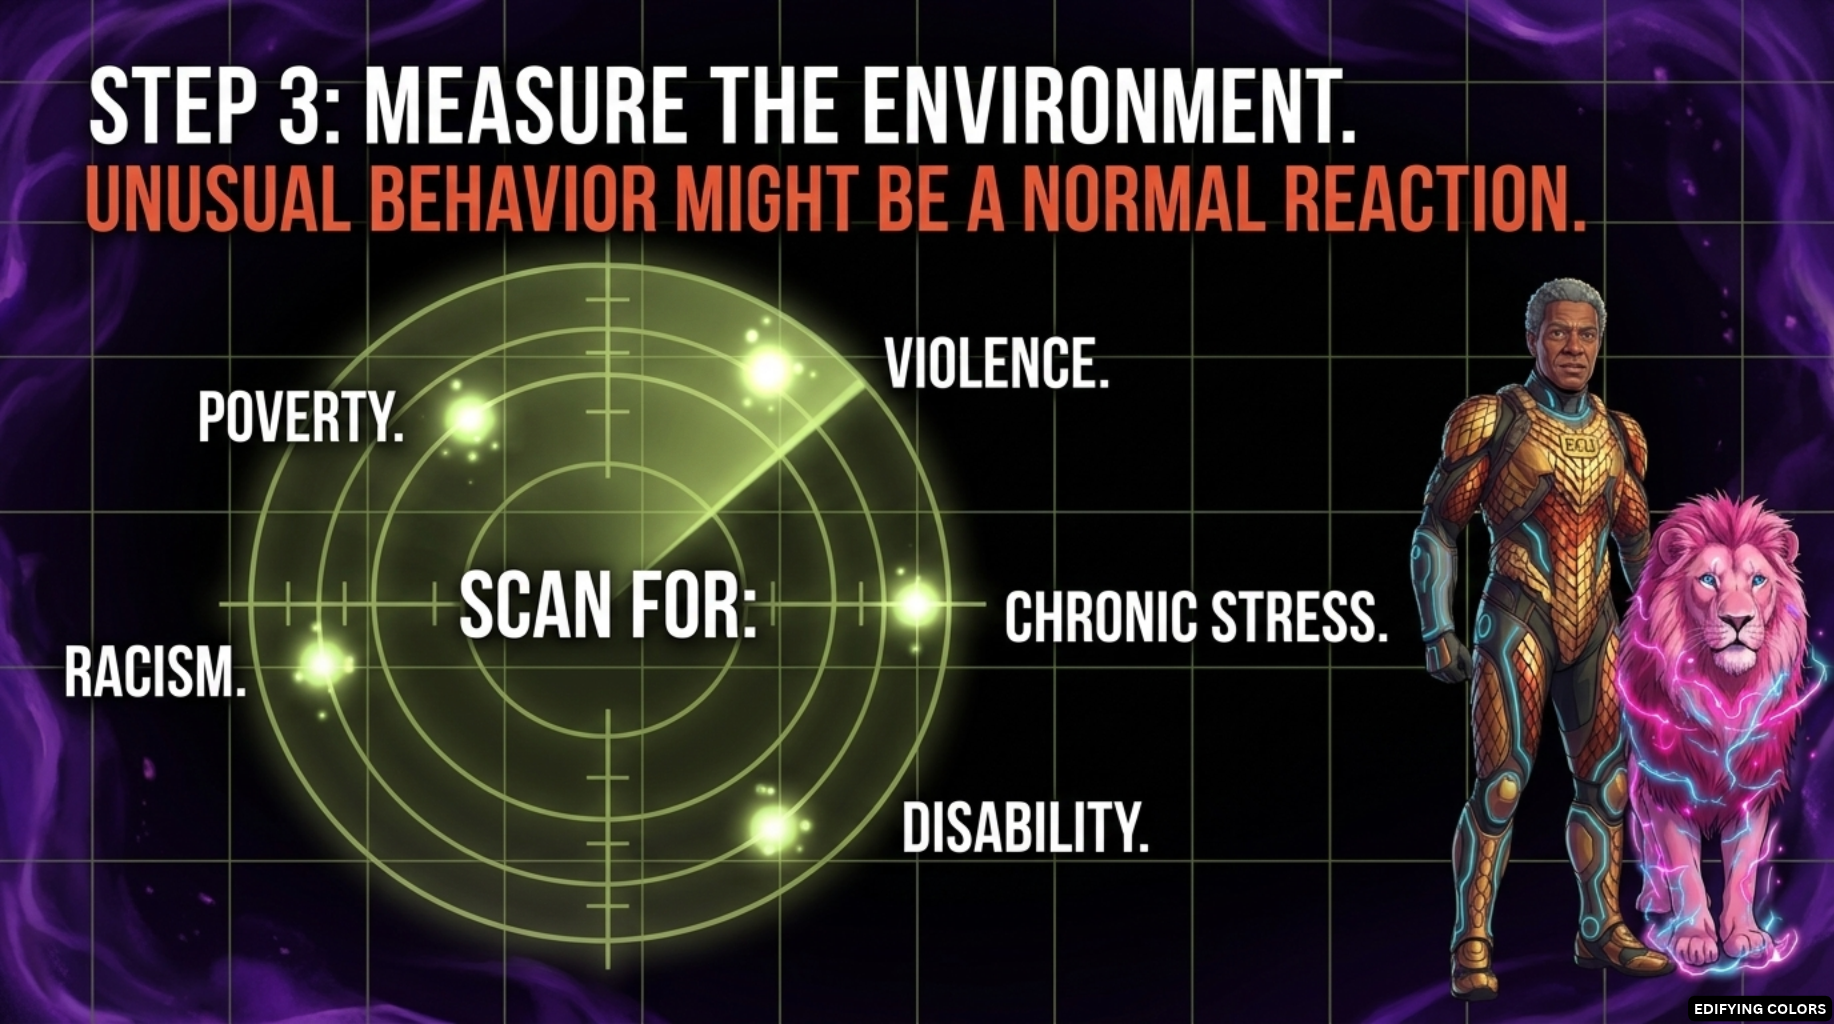 STEP 3: MEASURE THE ENVIRONMENT.
UNUSUAL BEHAVIOR MIGHT BE A NORMAL REACTION.
VIOLENCE.
POVERTY.
SCAN FOR:
CHRONIC STRESS.
RACISM.
DISABILITY.
EDIFYING COLORS